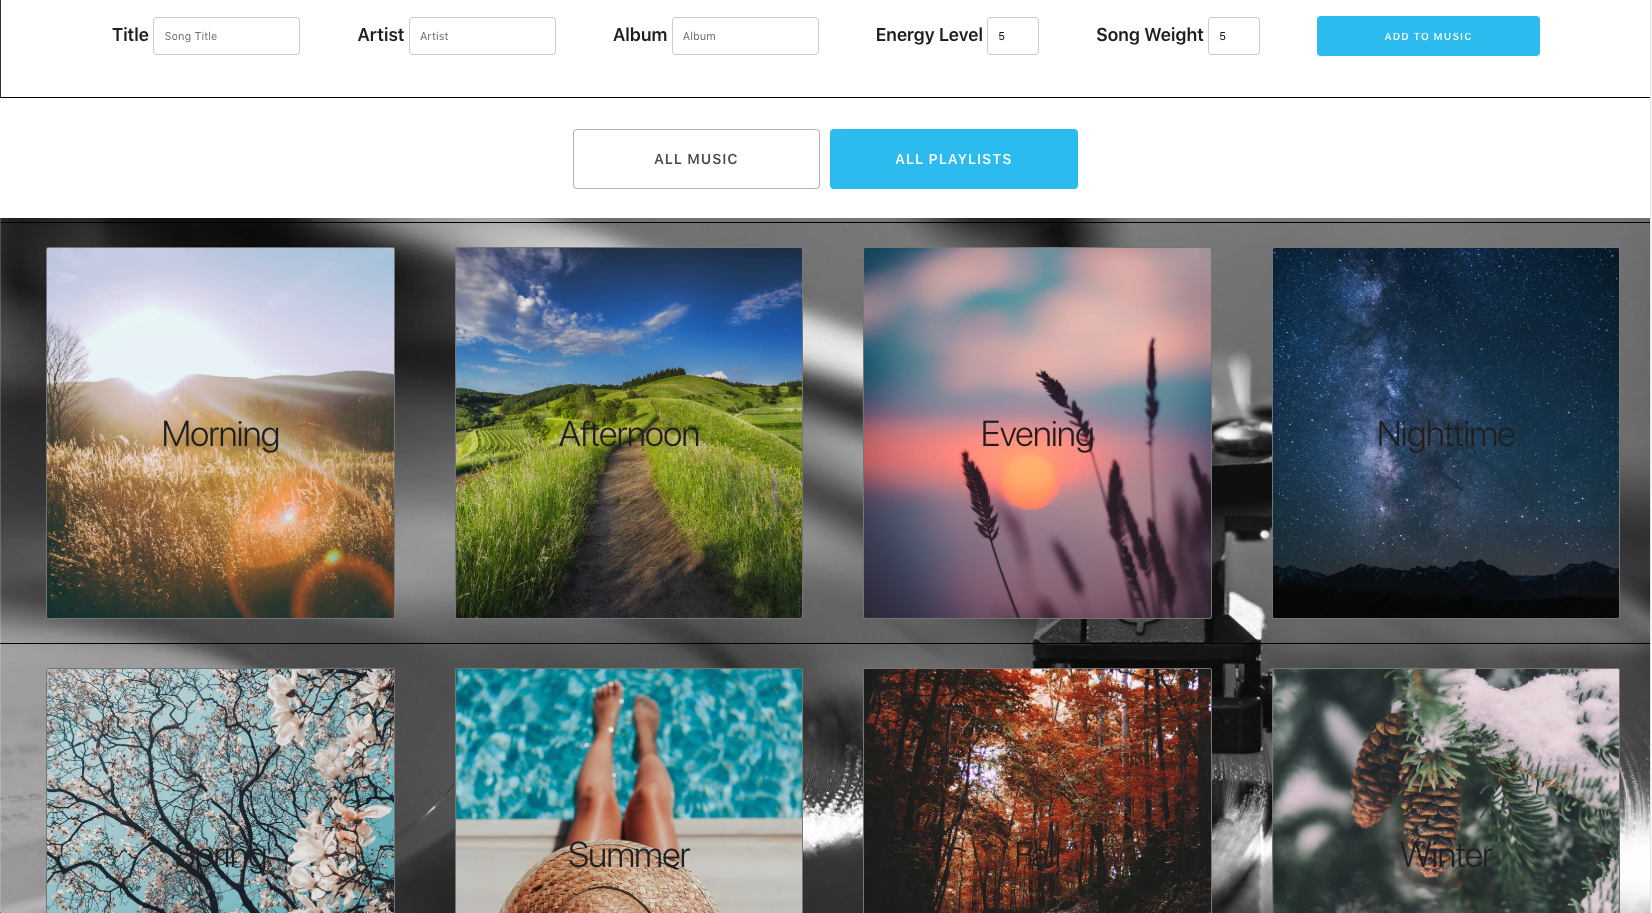 Title Song Title Artist Artist Album Album Energy Level 5 Song Weight 5 ADD TO MUSIC
ALL MUSIC ALL PLAYLISTS
Morning Afternoon Evening Nighttime
Spring Summer Fall Winter